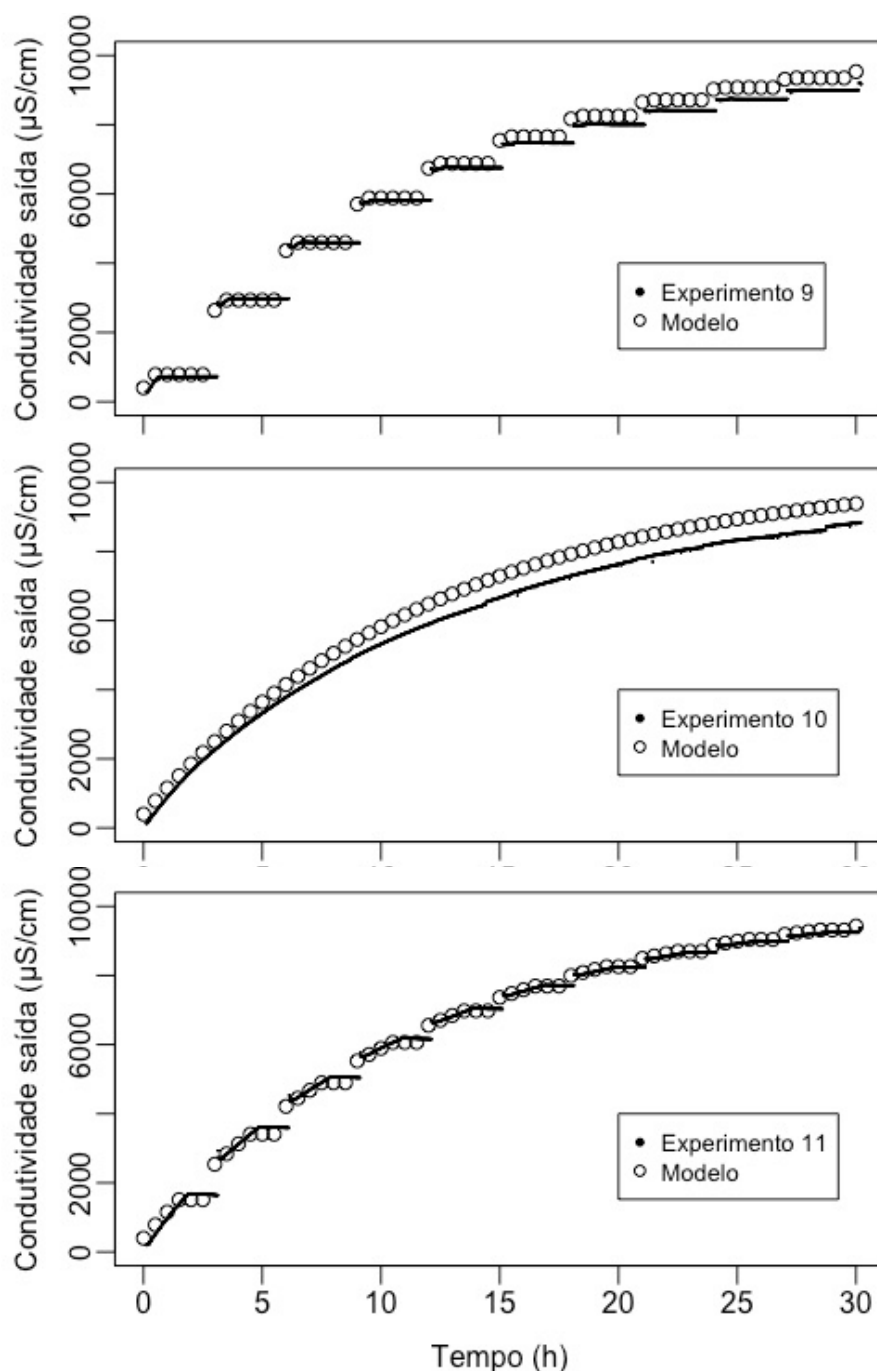 Condutividade saída (µS/cm)
10000
6000
2000
0
Experimento 9
Modelo
Condutividade saída (µS/cm)
10000
6000
2000
0
Experimento 10
Modelo
Condutividade saída (µS/cm)
10000
6000
2000
0
Experimento 11
Modelo
0 5 10 15 20 25 30
Tempo (h)